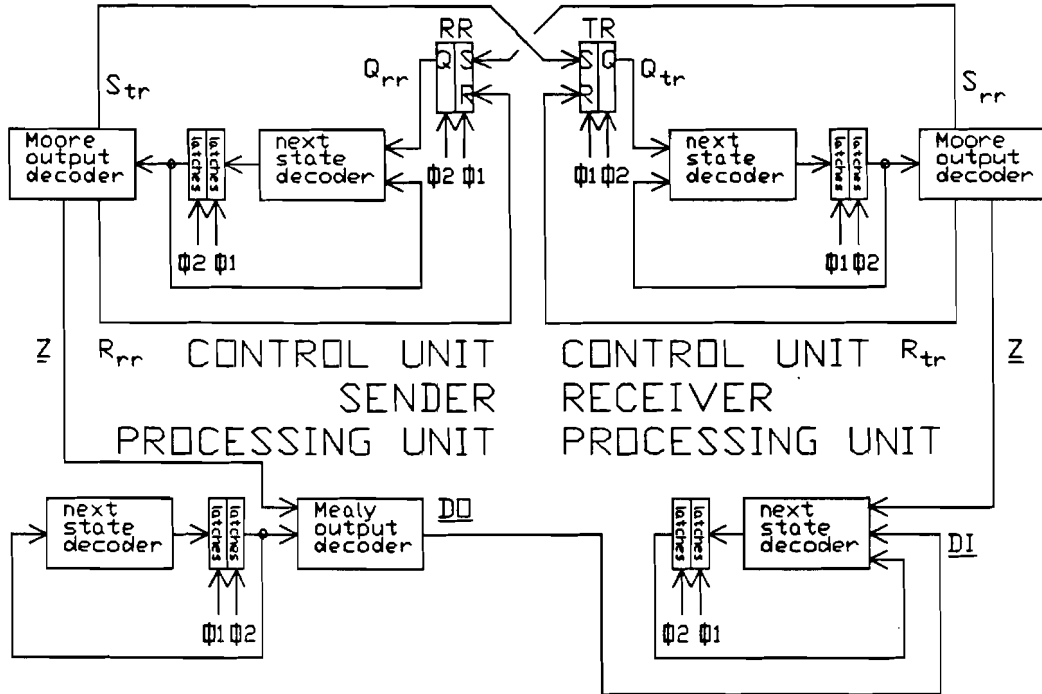 RR TR
Q S S Q
R R
Qrr Qtr
Str Srr
Moore output decoder
latches latches
next state decoder
Φ2 Φ1
Φ2 Φ1
Φ1 Φ2
next state decoder
latches latches
Φ1 Φ2
Moore output decoder
Z Rrr CONTROL UNIT CONTROL UNIT Rtr Z
SENDER RECEIVER
PROCESSING UNIT PROCESSING UNIT
next state decoder
latches latches
Φ1 Φ2
Mealy output decoder
DO
latches latches
Φ2 Φ1
next state decoder
DI